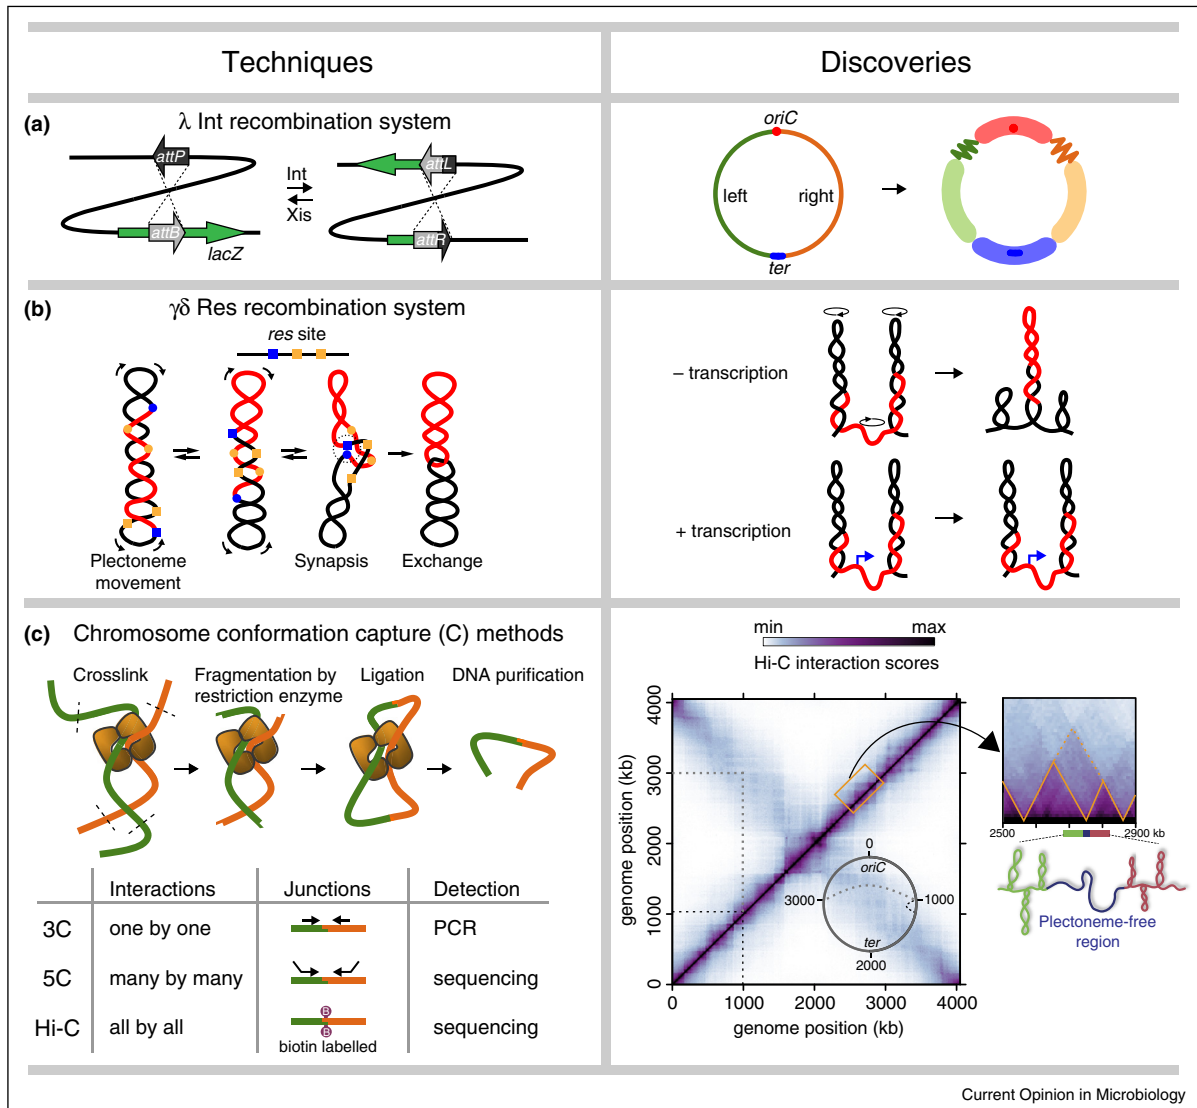 Techniques
Discoveries
(a)
λ Int recombination system
attP
attB
lacZ
Int
Xis
attL
attR
oriC
left
right
ter
(b)
γδ Res recombination system
res site
Plectoneme
movement
Synapsis
Exchange
– transcription
+ transcription
(c)
Chromosome conformation capture (C) methods
Crosslink
Fragmentation by
restriction enzyme
Ligation
DNA purification
Interactions
Junctions
Detection
3C
one by one
PCR
5C
many by many
sequencing
Hi-C
all by all
B
B
biotin labelled
sequencing
min
max
Hi-C interaction scores
genome position (kb)
4000
3000
2000
1000
0
0
1000
2000
3000
4000
genome position (kb)
0
oriC
3000
1000
ter
2000
2500
2900 kb
Plectoneme-free
region
Current Opinion in Microbiology